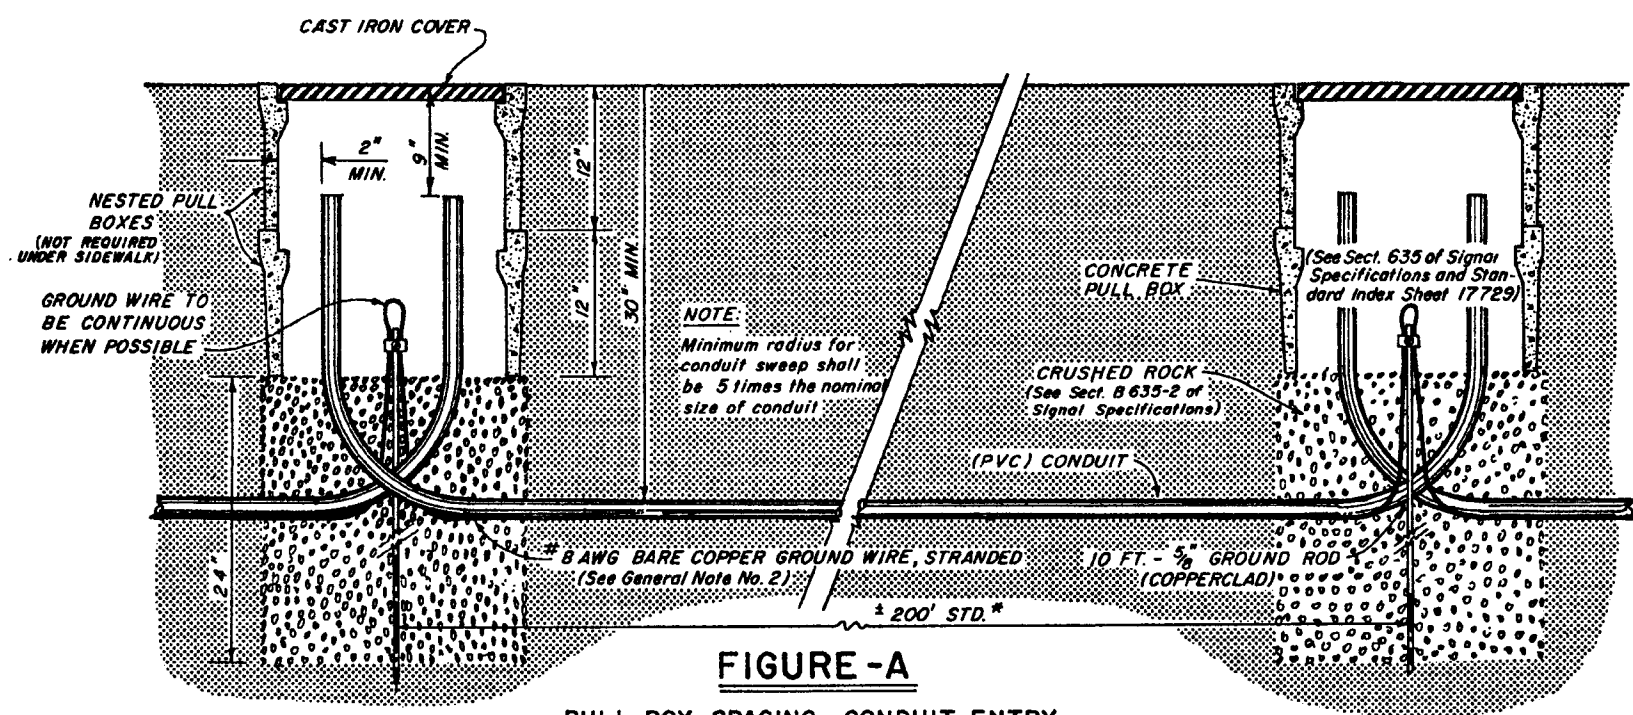 CAST IRON COVER
2"
MIN.
9"
MIN.
12"
12"
30" MIN.
NESTED PULL
BOXES
(NOT REQUIRED
UNDER SIDEWALK)
GROUND WIRE TO
BE CONTINUOUS
WHEN POSSIBLE
NOTE:
Minimum radius for
conduit sweep shall
be 5 times the nominal
size of conduit
CONCRETE
PULL BOX
(See Sect. 635 of Signal
Specifications and Stan-
dard Index Sheet 17729)
CRUSHED ROCK
(See Sect. B 635-2 of
Signal Specifications)
(PVC) CONDUIT
24"
# 8 AWG BARE COPPER GROUND WIRE, STRANDED
(See General Note No. 2)
10 FT. - 5/8" GROUND ROD
(COPPERCLAD)
± 200' STD.*
FIGURE -A
PULL BOX SPACING, CONDUIT ENTRY